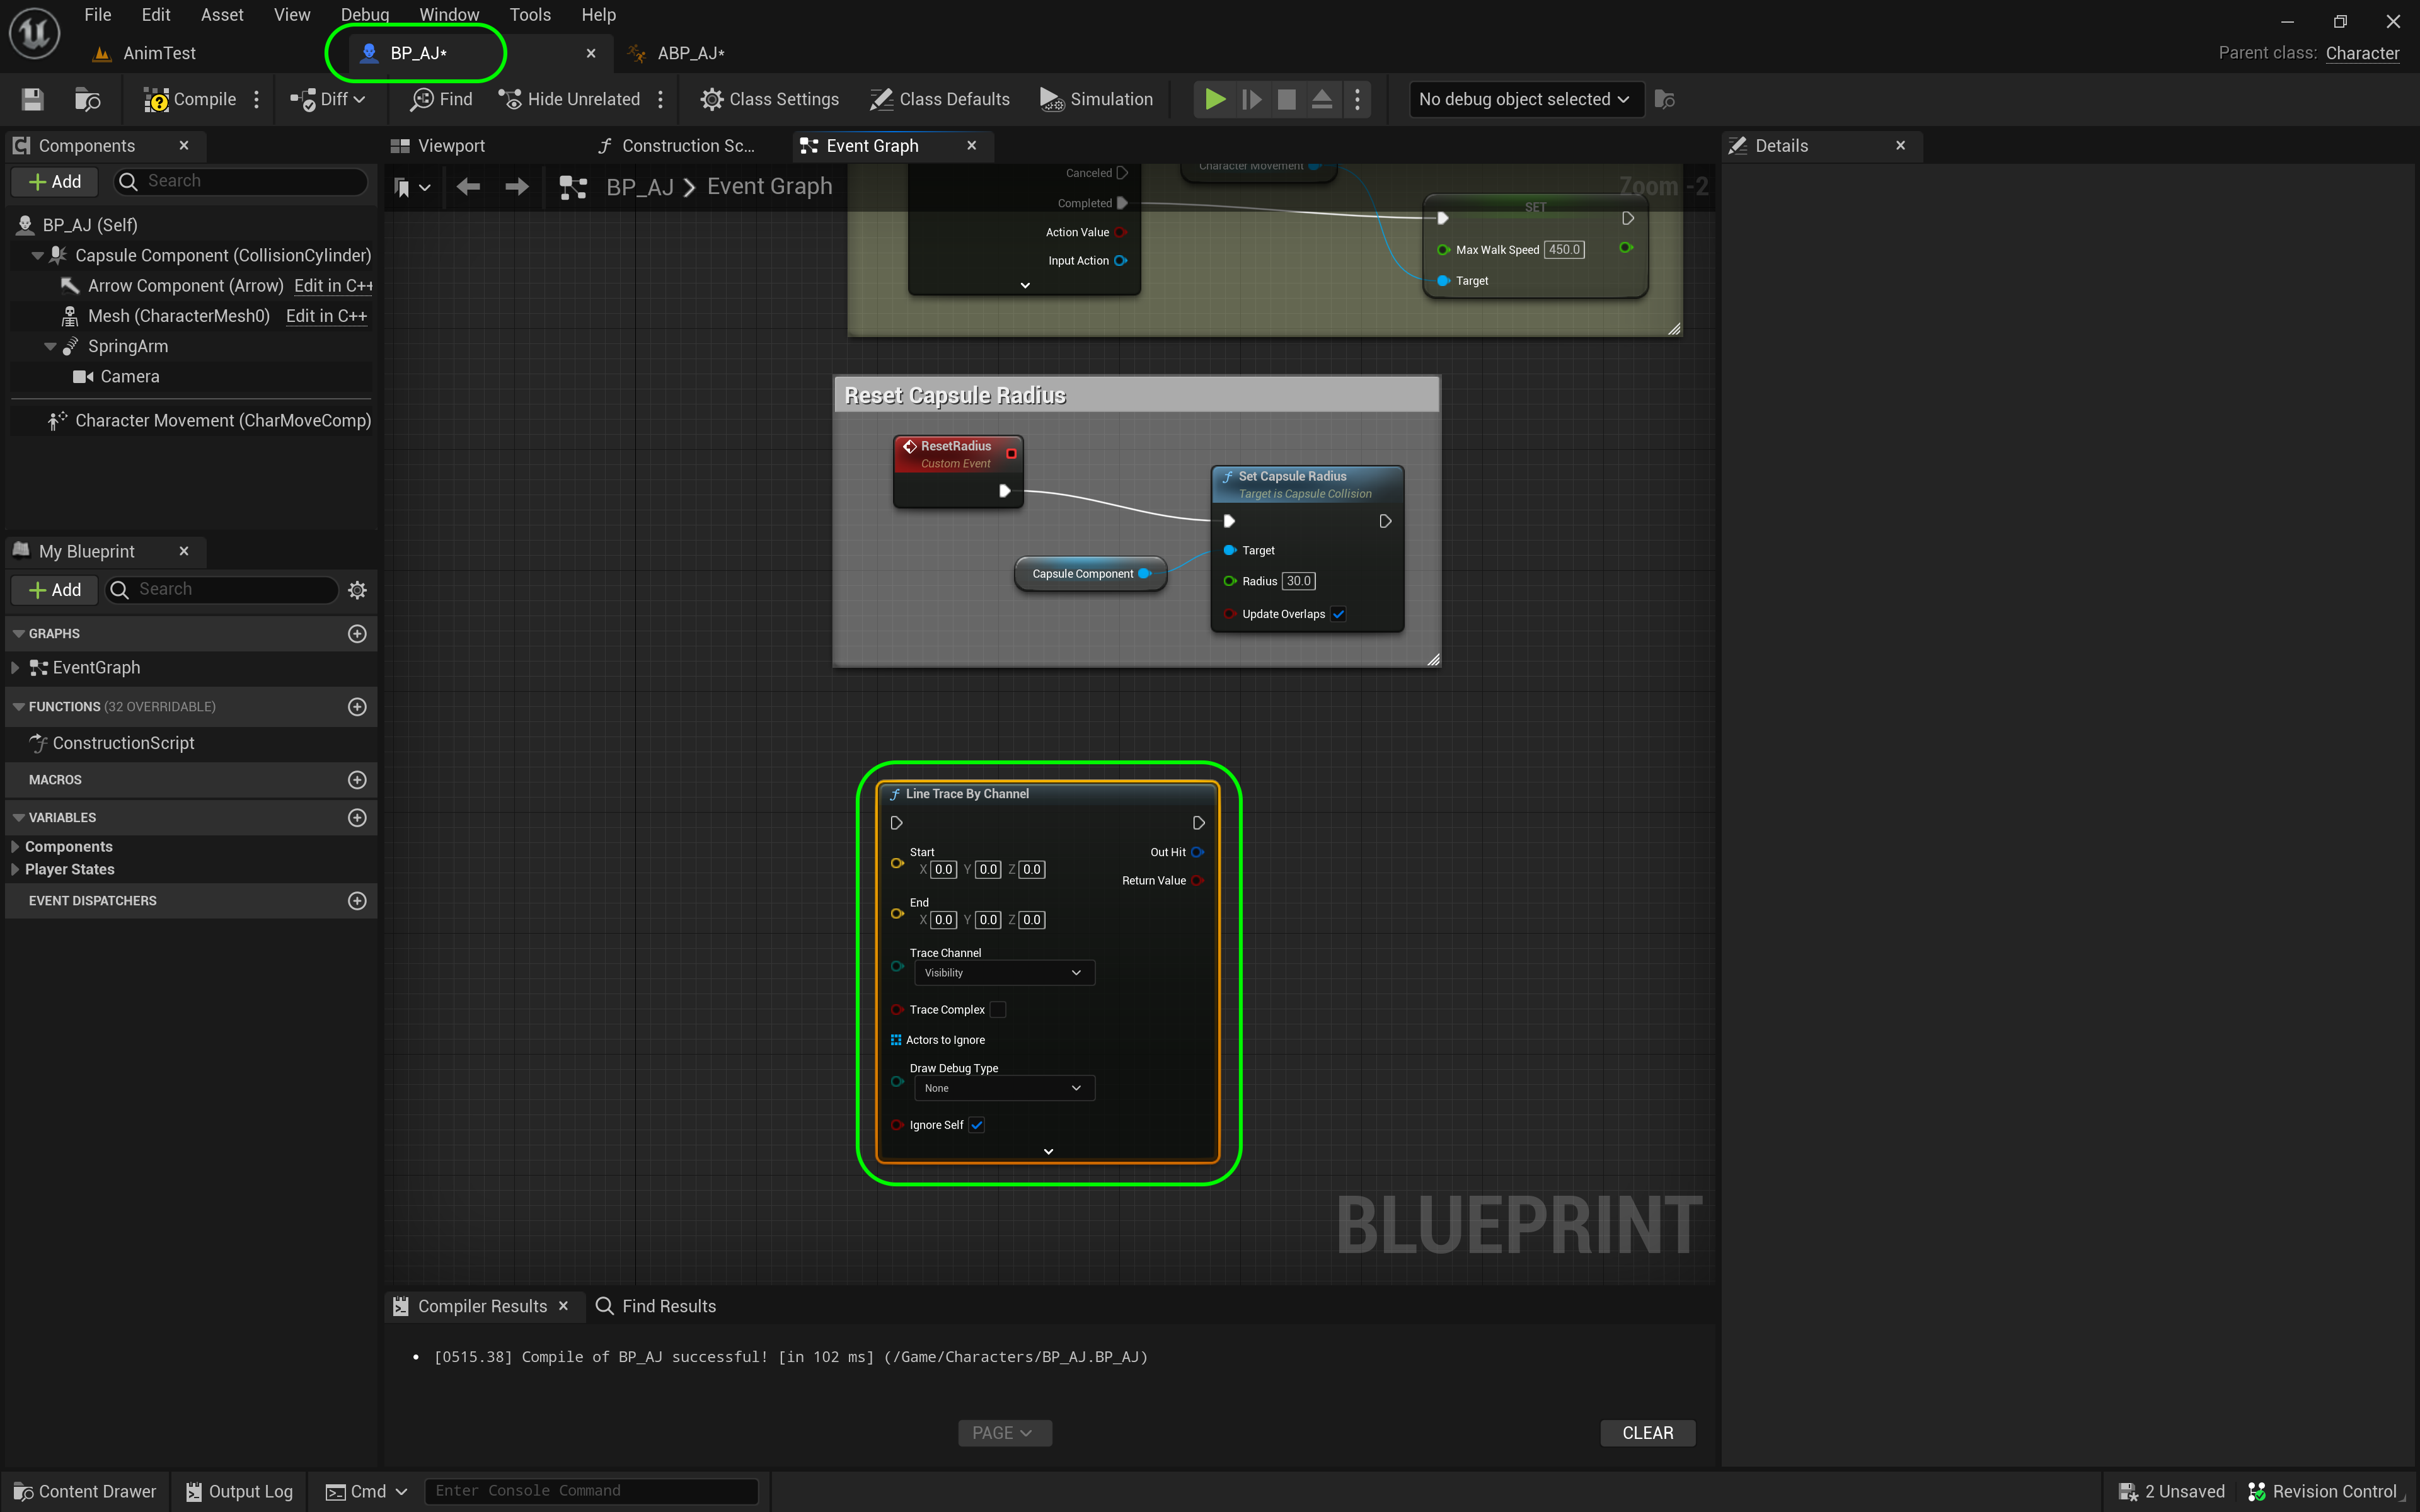 File Edit Asset View Debug Window Tools Help
AnimTest
BP_AJ*
ABP_AJ*
Parent class: Character
Compile
Diff
Find
Hide Unrelated
Class Settings
Class Defaults
Simulation
No debug object selected
Components
Add
Search
BP_AJ (Self)
Capsule Component (CollisionCylinder)
Arrow Component (Arrow) Edit in C++
Mesh (CharacterMesh0) Edit in C++
SpringArm
Camera
Character Movement (CharMoveComp)
My Blueprint
Add
Search
GRAPHS
EventGraph
FUNCTIONS (32 OVERRIDABLE)
ConstructionScript
MACROS
VARIABLES
Components
Player States
EVENT DISPATCHERS
Viewport
Construction Sc...
Event Graph
BP_AJ > Event Graph
Zoom -2
Canceled
Completed
Action Value
Input Action
Character Movement
SET
Max Walk Speed 450.0
Target
Reset Capsule Radius
ResetRadius
Custom Event
Capsule Component
Set Capsule Radius
Target is Capsule Collision
Target
Radius 30.0
Update Overlaps
Line Trace By Channel
Start
X 0.0 Y 0.0 Z 0.0
Out Hit
Return Value
End
X 0.0 Y 0.0 Z 0.0
Trace Channel
Visibility
Trace Complex
Actors to Ignore
Draw Debug Type
None
Ignore Self
BLUEPRINT
Details
Compiler Results
Find Results
[0515.38] Compile of BP_AJ successful! [in 102 ms] (/Game/Characters/BP_AJ.BP_AJ)
PAGE
CLEAR
Content Drawer
Output Log
Cmd
Enter Console Command
2 Unsaved
Revision Control